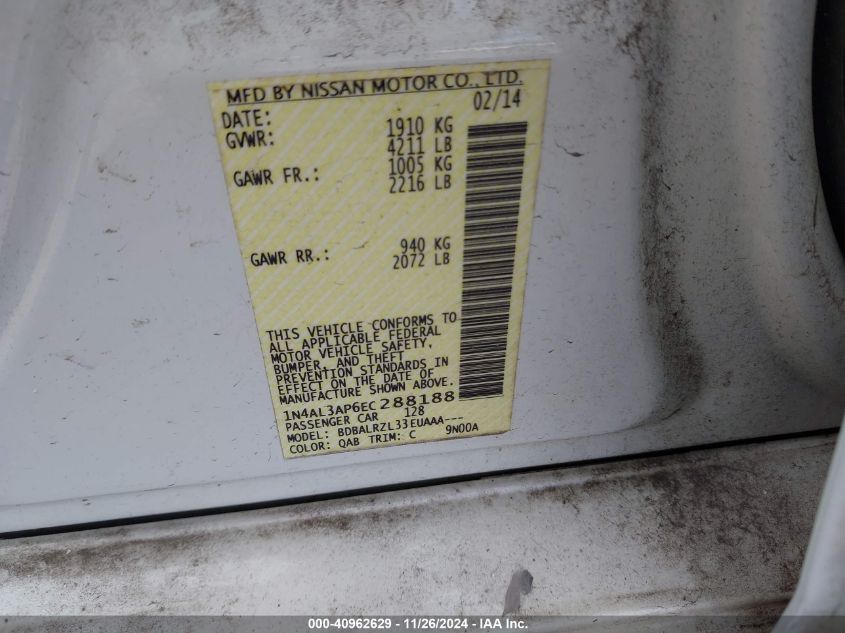 MFD BY NISSAN MOTOR CO., LTD.
DATE: 02/14
GVWR: 1910 KG
4211 LB
GAWR FR.: 1005 KG
2216 LB
GAWR RR.: 940 KG
2072 LB
THIS VEHICLE CONFORMS TO
ALL APPLICABLE FEDERAL
MOTOR VEHICLE SAFETY,
BUMPER, AND THEFT
PREVENTION STANDARDS IN
EFFECT ON THE DATE OF
MANUFACTURE SHOWN ABOVE.
1N4AL3AP6EC288188
PASSENGER CAR 128
MODEL: BDBALRZL33EUAAA---
COLOR: QAB TRIM: C 9N00A
000-40962629 - 11/26/2024 - IAA Inc.